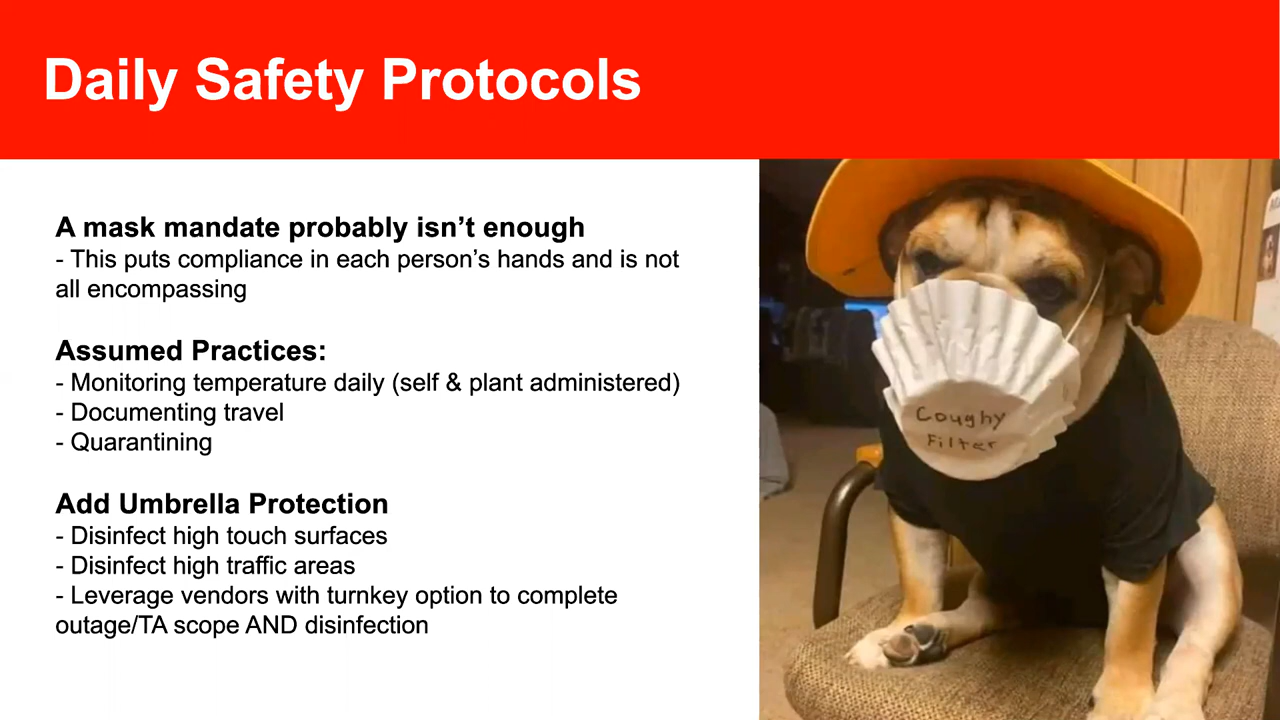 Daily Safety Protocols
A mask mandate probably isn’t enough
- This puts compliance in each person’s hands and is not
all encompassing
Assumed Practices:
- Monitoring temperature daily (self & plant administered)
- Documenting travel
- Quarantining
Add Umbrella Protection
- Disinfect high touch surfaces
- Disinfect high traffic areas
- Leverage vendors with turnkey option to complete
outage/TA scope AND disinfection
Coughy
Filter